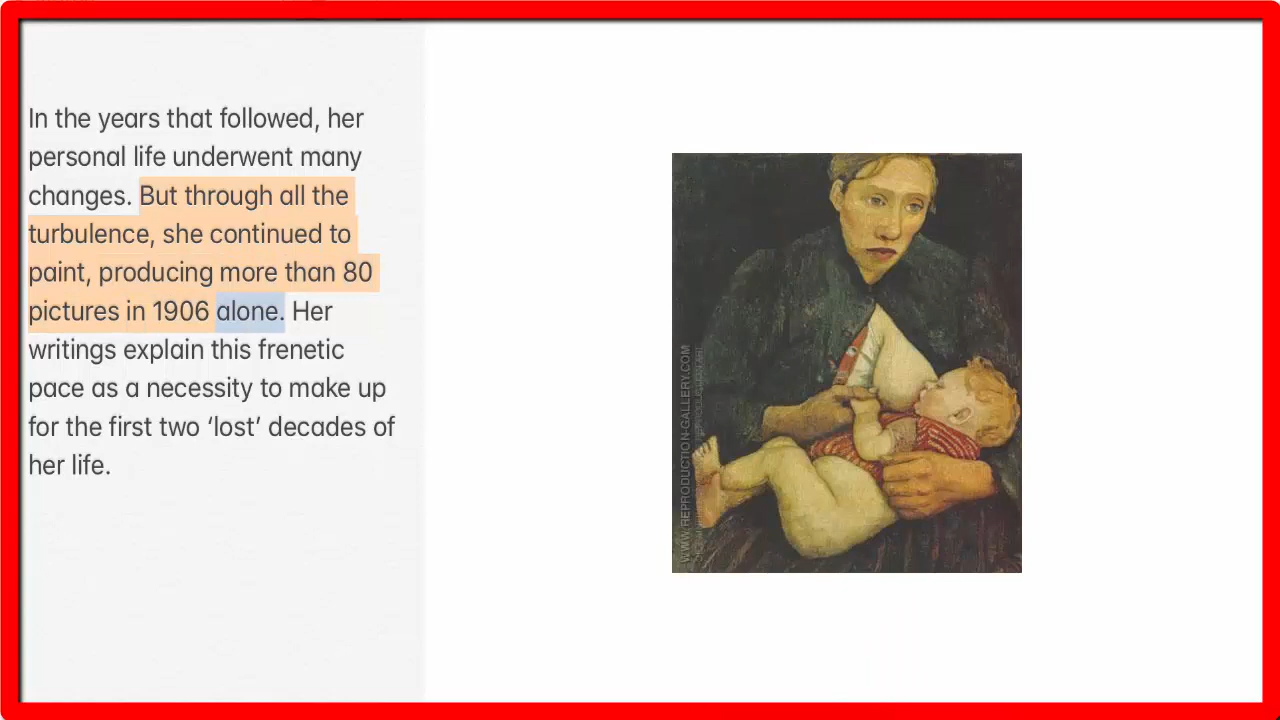 In the years that followed, her
personal life underwent many
changes. But through all the
turbulence, she continued to
paint, producing more than 80
pictures in 1906 alone. Her
writings explain this frenetic
pace as a necessity to make up
for the first two ‘lost’ decades of
her life.
WWW.REPRODUCTION-GALLERY.COM